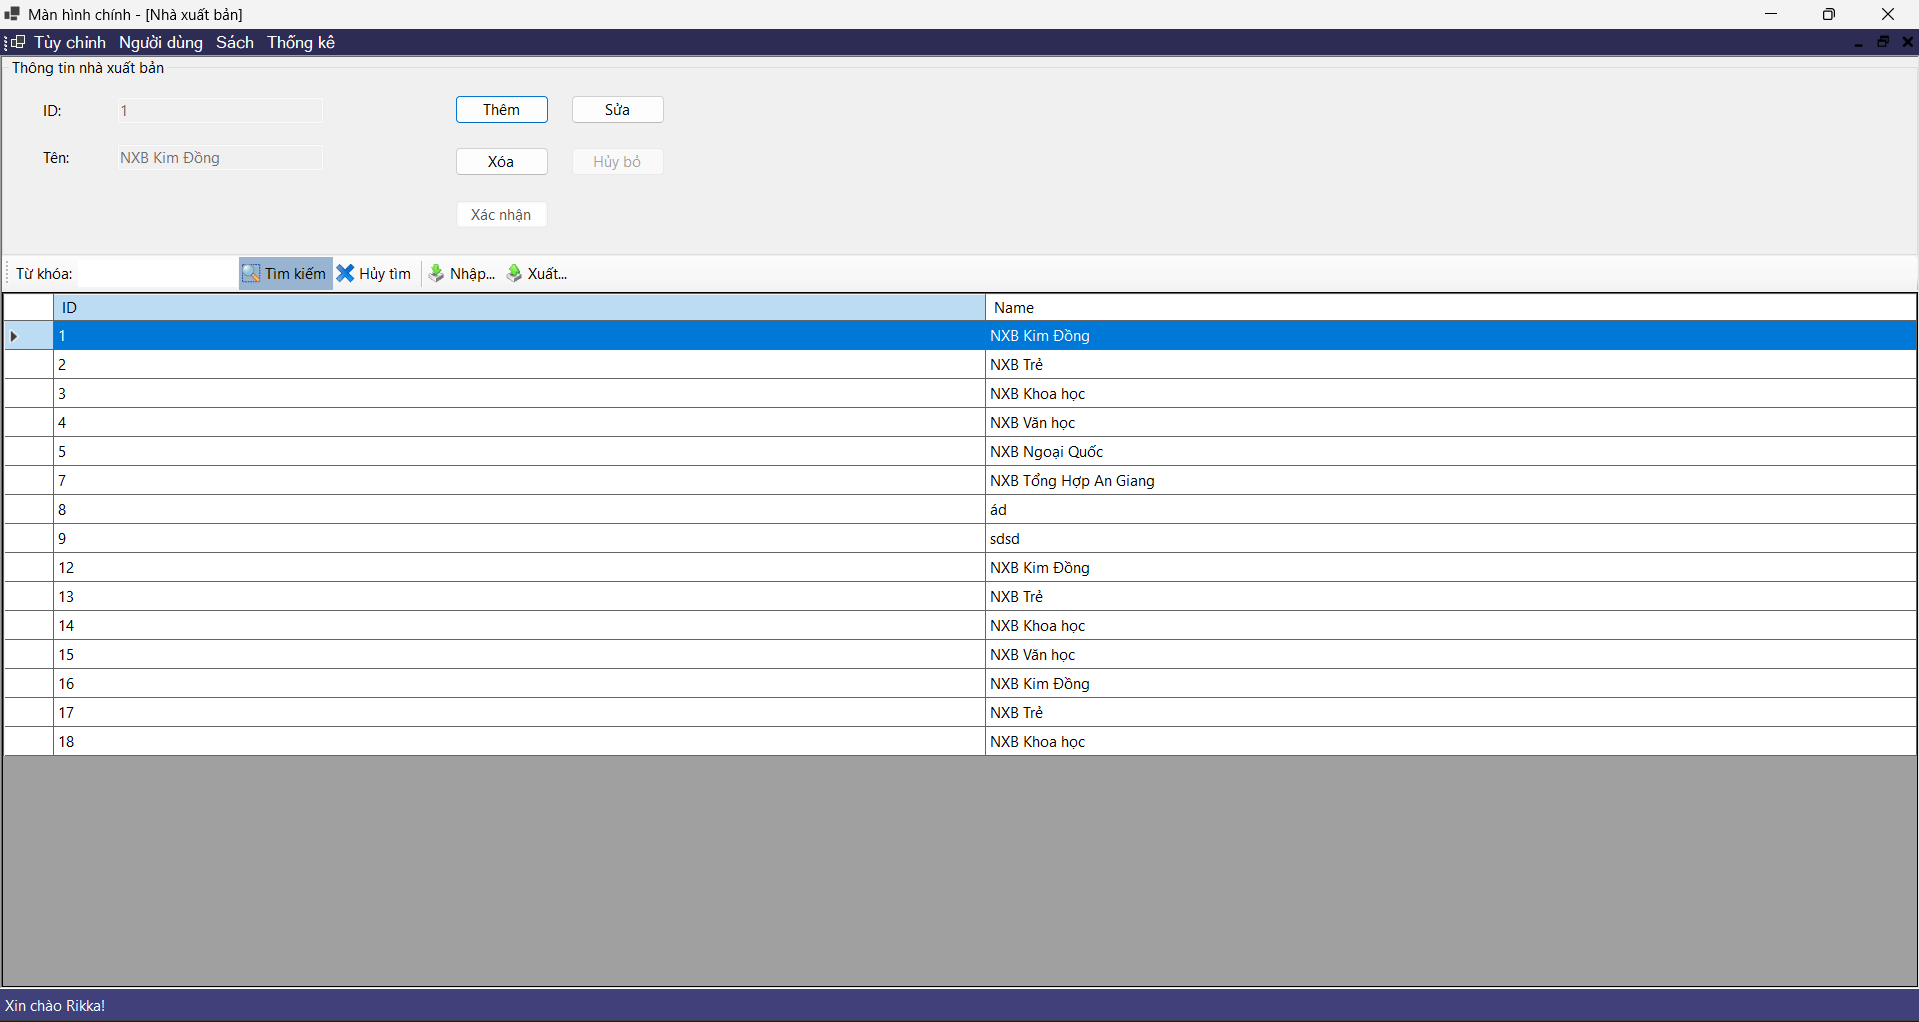 Màn hình chính - [Nhà xuất bản]
Tùy chỉnh Người dùng Sách Thống kê
Thông tin nhà xuất bản
ID: 1 Thêm Sửa
Tên: NXB Kim Đồng Xóa Hủy bỏ
Xác nhận
Từ khóa: Tìm kiếm Hủy tìm Nhập... Xuất...
ID Name
1 NXB Kim Đồng
2 NXB Trẻ
3 NXB Khoa học
4 NXB Văn học
5 NXB Ngoại Quốc
7 NXB Tổng Hợp An Giang
8 ád
9 sdsd
12 NXB Kim Đồng
13 NXB Trẻ
14 NXB Khoa học
15 NXB Văn học
16 NXB Kim Đồng
17 NXB Trẻ
18 NXB Khoa học
Xin chào Rikka!